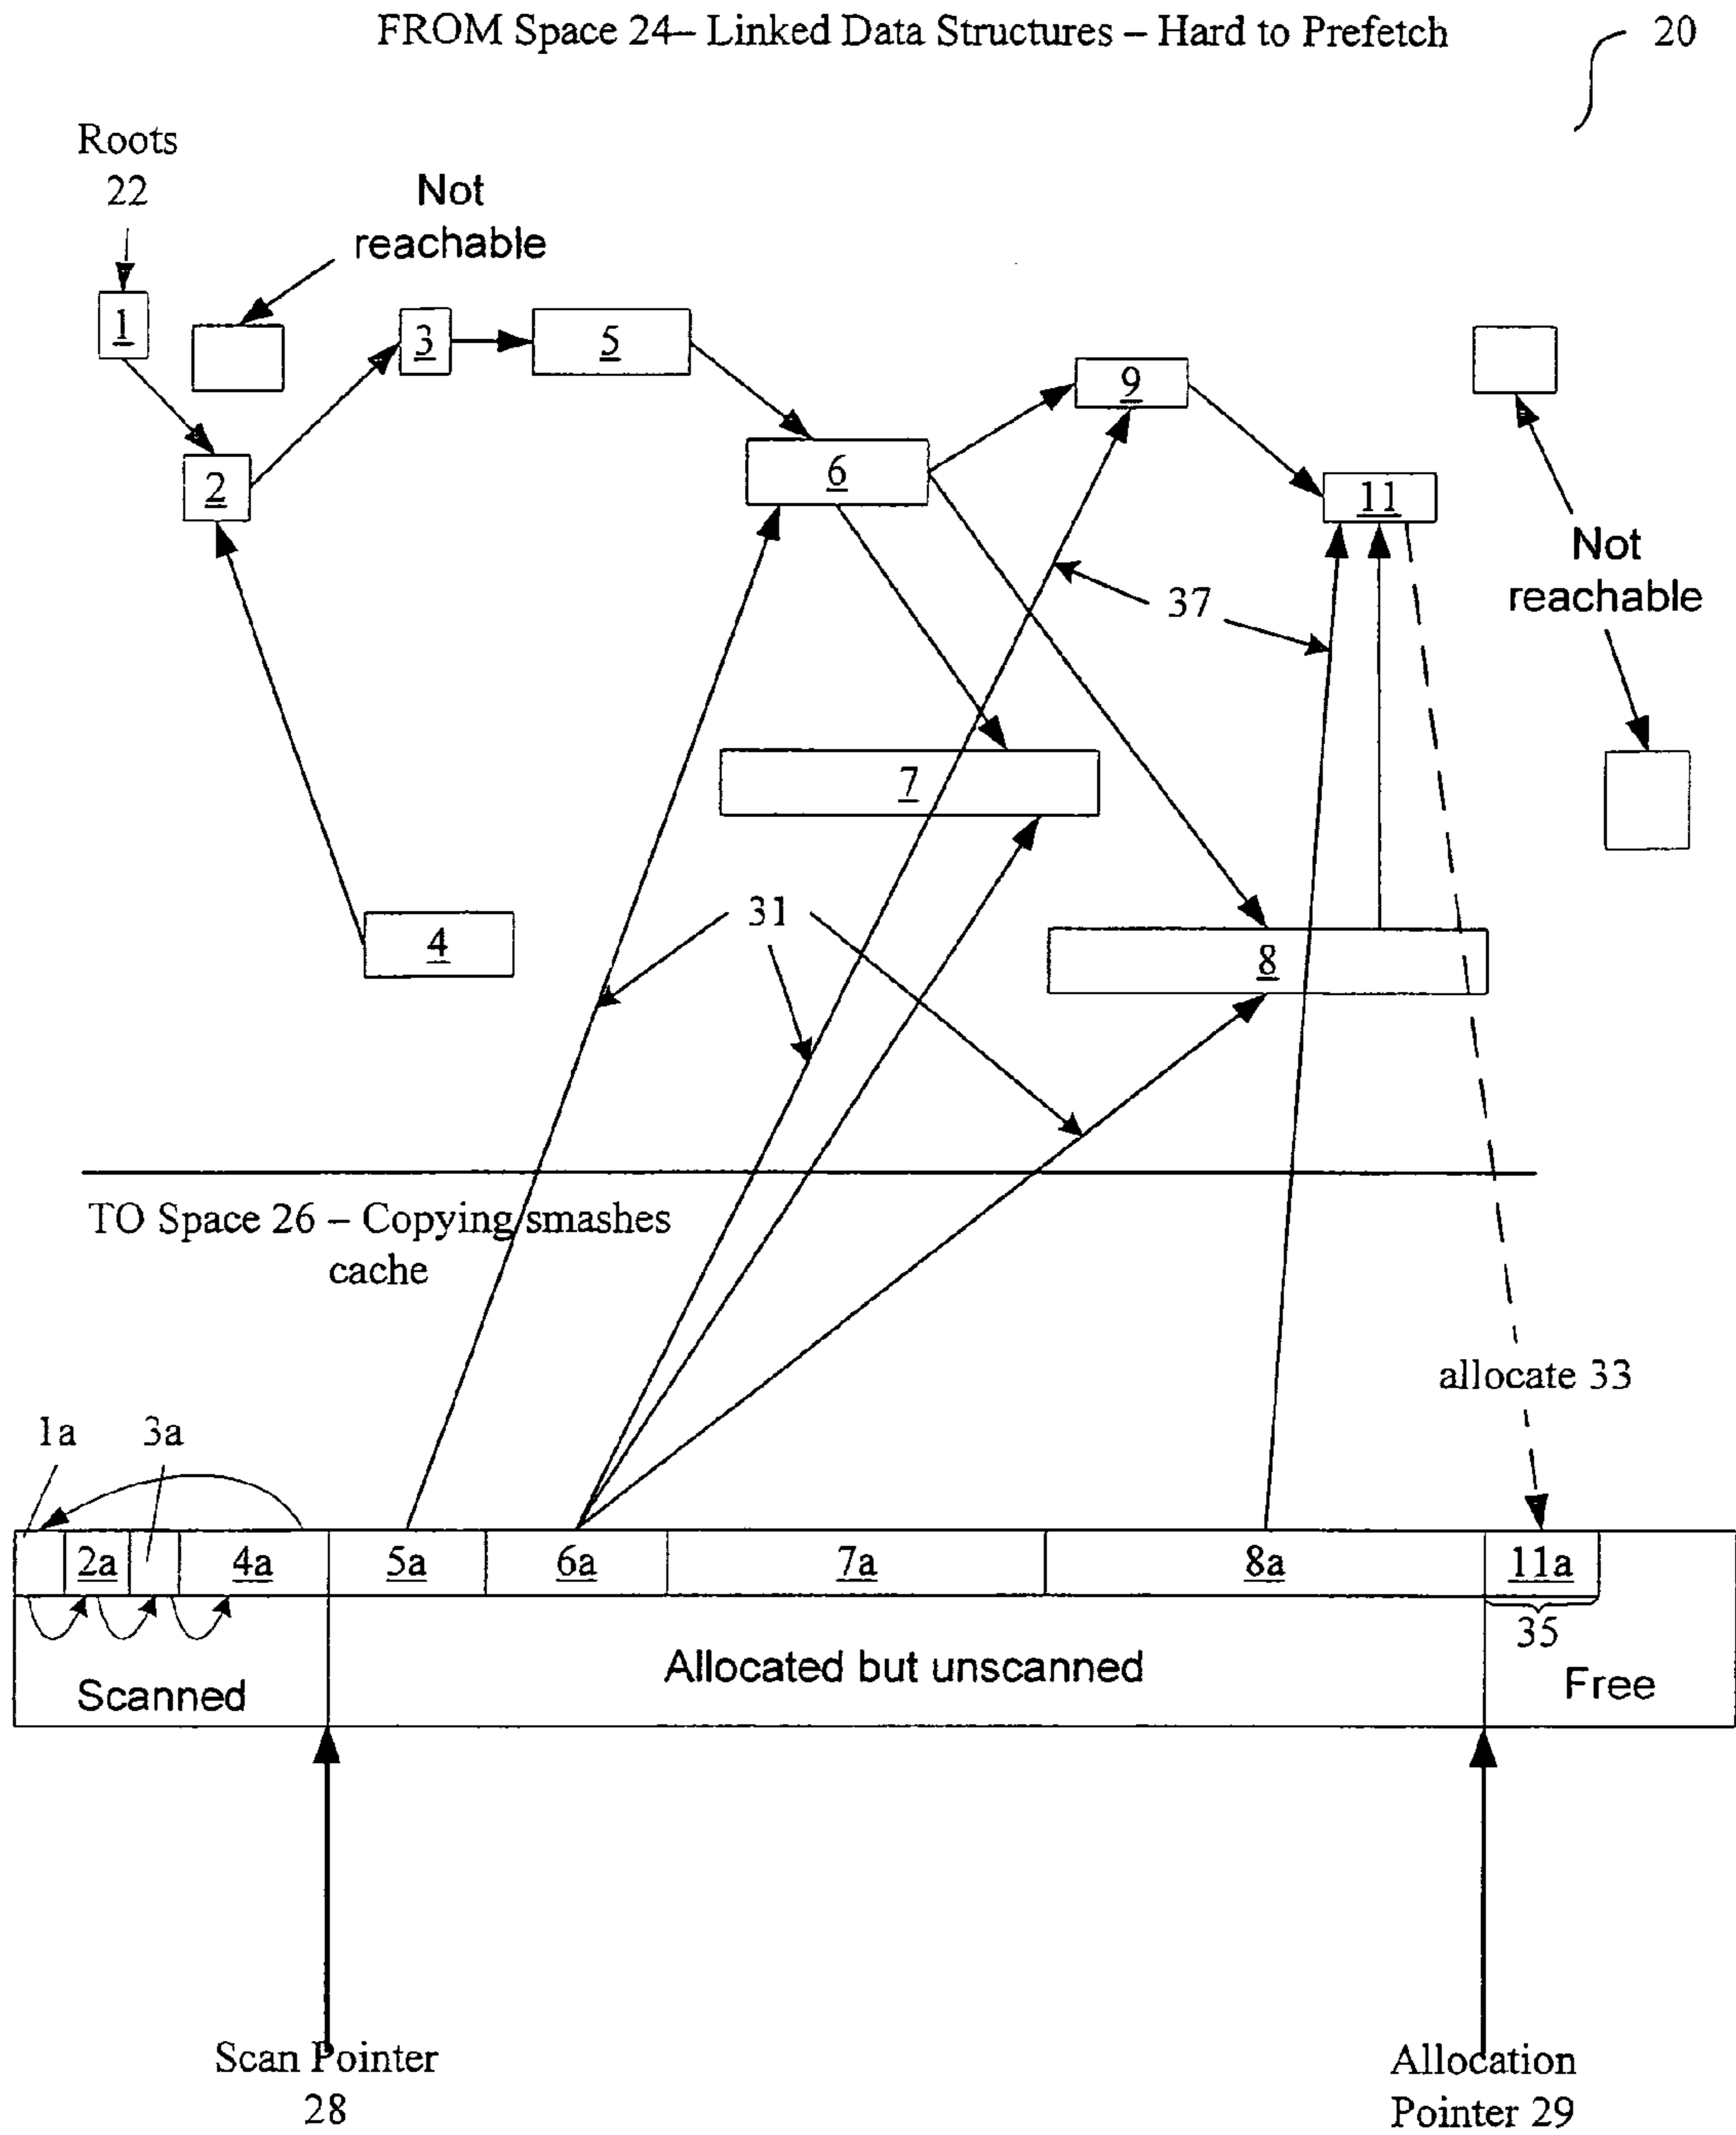 FROM Space 24– Linked Data Structures – Hard to Prefetch
20
Roots
22
Not
reachable
1
3
5
9
2
6
11
Not
reachable
37
7
31
4
8
TO Space 26 – Copying smashes
cache
allocate 33
1a
3a
2a
4a
5a
6a
7a
8a
11a
35
Scanned
Allocated but unscanned
Free
Scan Pointer
28
Allocation
Pointer 29